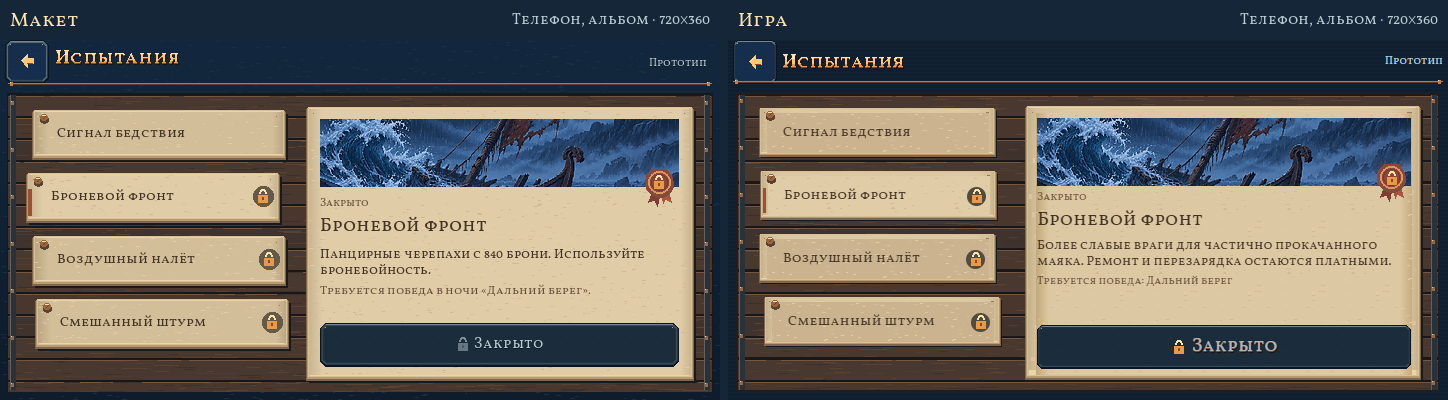 Макет
Телефон, альбом · 720×360
Испытания
Прототип
Сигнал бедствия
Броневой фронт
Воздушный налёт
Смешанный штурм
Закрыто
Броневой фронт
Панцирные черепахи с 840 брони. Используйте
бронебойность.
Требуется победа в ночи «Дальний берег».
Закрыто
Игра
Телефон, альбом · 720×360
Испытания
Прототип
Сигнал бедствия
Броневой фронт
Воздушный налёт
Смешанный штурм
Закрыто
Броневой фронт
Более слабые враги для частично прокачанного
маяка. Ремонт и перезарядка остаются платными.
Требуется победа: Дальний берег
Закрыто